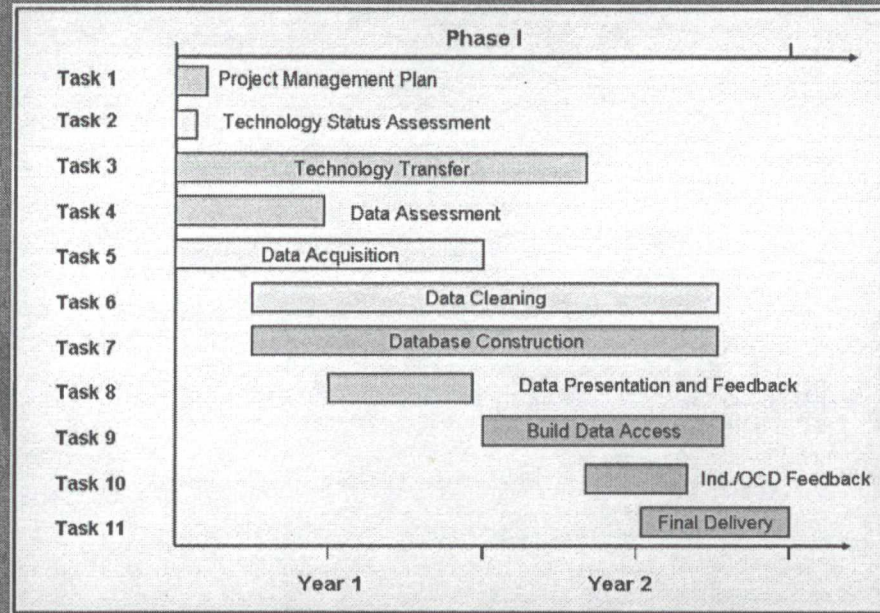 Phase I
Task 1 Project Management Plan
Task 2 Technology Status Assessment
Task 3 Technology Transfer
Task 4 Data Assessment
Task 5 Data Acquisition
Task 6 Data Cleaning
Task 7 Database Construction
Task 8 Data Presentation and Feedback
Task 9 Build Data Access
Task 10 Ind./OCD Feedback
Task 11 Final Delivery
Year 1 Year 2